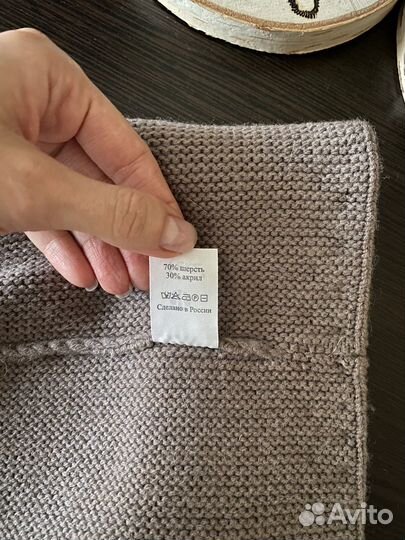 70% шерсть
30% акрил
Сделано в России
Avito